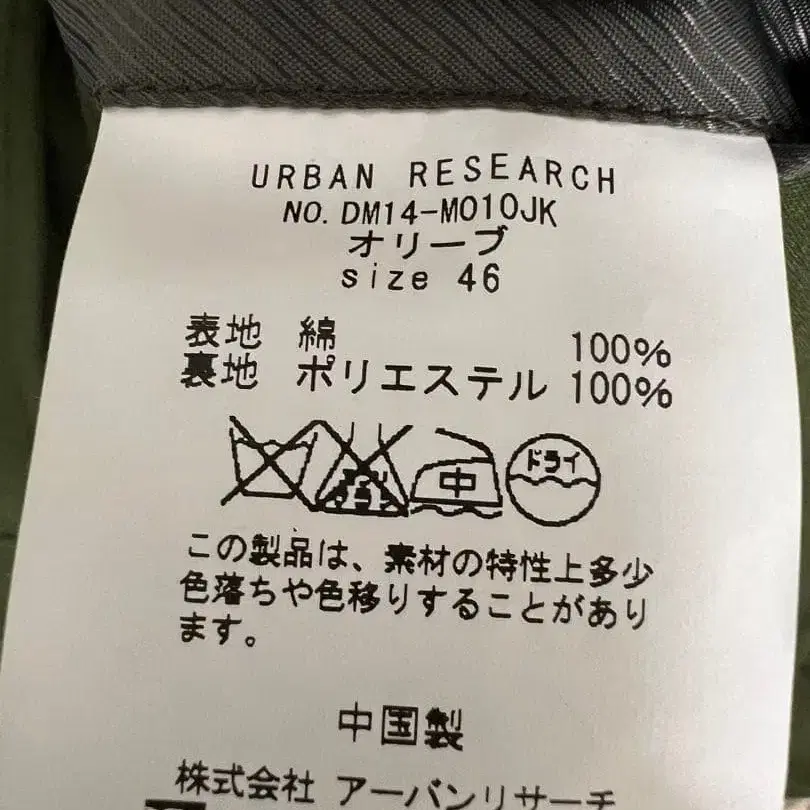 URBAN RESEARCH
NO. DM14-M010JK
オリーブ
size 46
表地 綿 100%
裏地 ポリエステル 100%
中 ドライ
この製品は、素材の特性上多少
色落ちや色移りすることがあり
ます。
中国製
株式会社 アーバンリサーチ